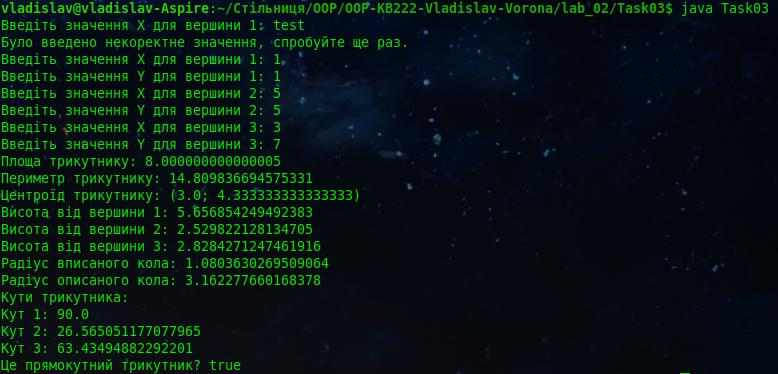 vladislav@vladislav-Aspire:~/Стільниця/OOP/OOP-KB222-Vladislav-Vorona/lab_02/Task03$ java Task03
Введіть значення X для вершини 1: test
Було введено некоректне значення, спробуйте ще раз.
Введіть значення X для вершини 1: 1
Введіть значення Y для вершини 1: 1
Введіть значення X для вершини 2: 5
Введіть значення Y для вершини 2: 5
Введіть значення X для вершини 3: 3
Введіть значення Y для вершини 3: 7
Площа трикутнику: 8.000000000000005
Периметр трикутнику: 14.809836694575331
Центроїд трикутнику: (3.0; 4.333333333333333)
Висота від вершини 1: 5.656854249492383
Висота від вершини 2: 2.529822128134705
Висота від вершини 3: 2.8284271247461916
Радіус вписаного кола: 1.0803630269509064
Радіус описаного кола: 3.162277660168378
Кути трикутника:
Кут 1: 90.0
Кут 2: 26.565051177077965
Кут 3: 63.43494882292201
Це прямокутний трикутник? true